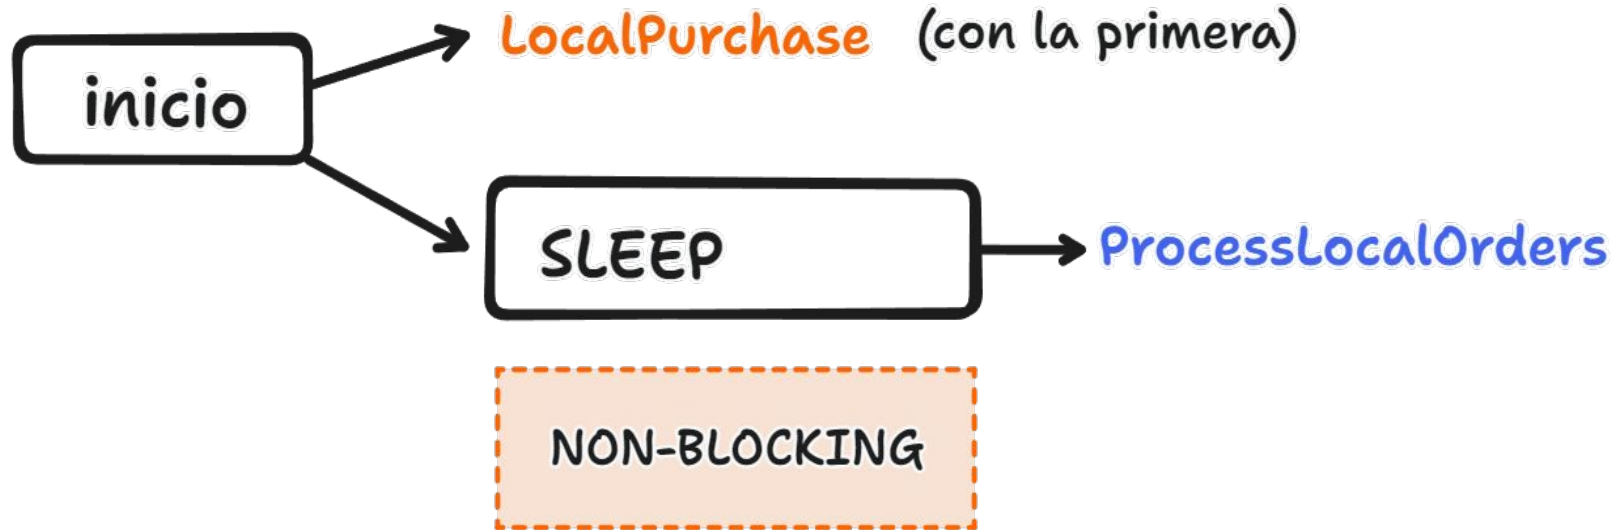 LocalPurchase (con la primera)
inicio
SLEEP
ProcessLocalOrders
NON-BLOCKING